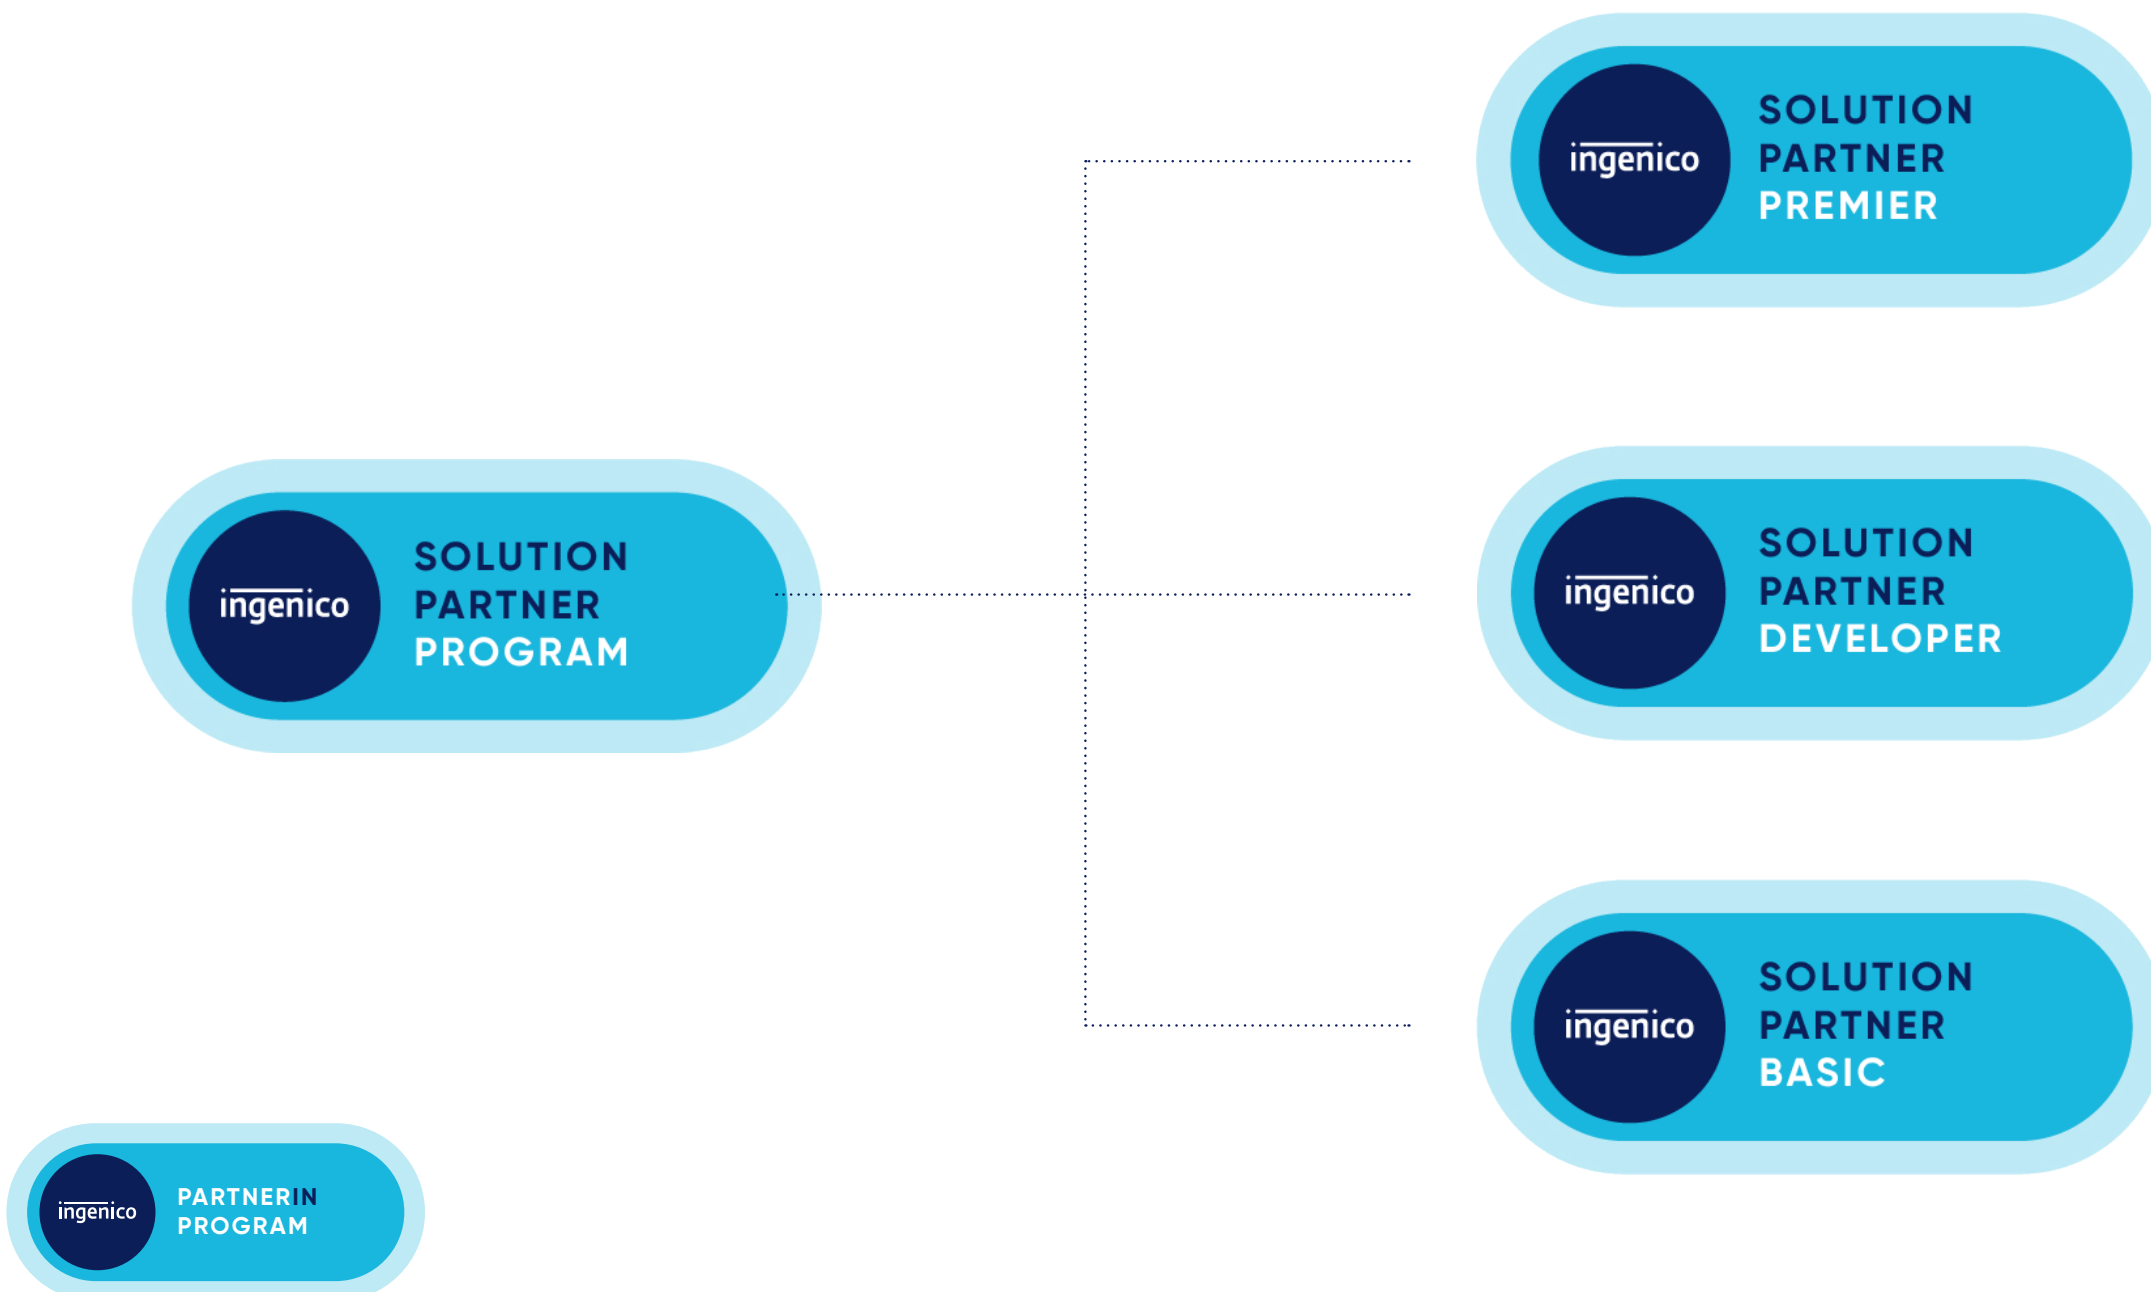 ingenico
SOLUTION
PARTNER
PREMIER
ingenico
SOLUTION
PARTNER
PROGRAM
ingenico
SOLUTION
PARTNER
DEVELOPER
ingenico
SOLUTION
PARTNER
BASIC
ingenico
PARTNERIN
PROGRAM